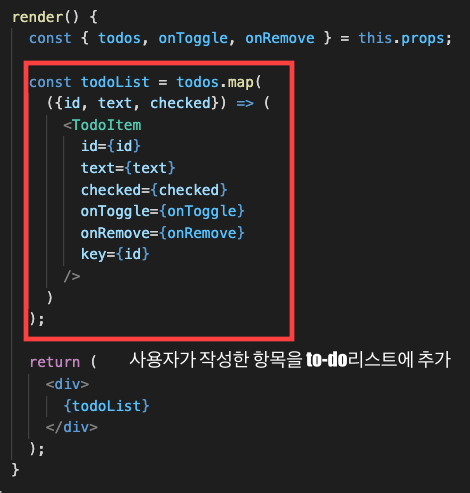 render() {
  const { todos, onToggle, onRemove } = this.props;
  const todoList = todos.map(
    ({id, text, checked}) => (
      <TodoItem
        id={id}
        text={text}
        checked={checked}
        onToggle={onToggle}
        onRemove={onRemove}
        key={id}
      />
    )
  );
  return ( 사용자가 작성한 항목을 to-do리스트에 추가
    <div>
      {todoList}
    </div>
  );
}